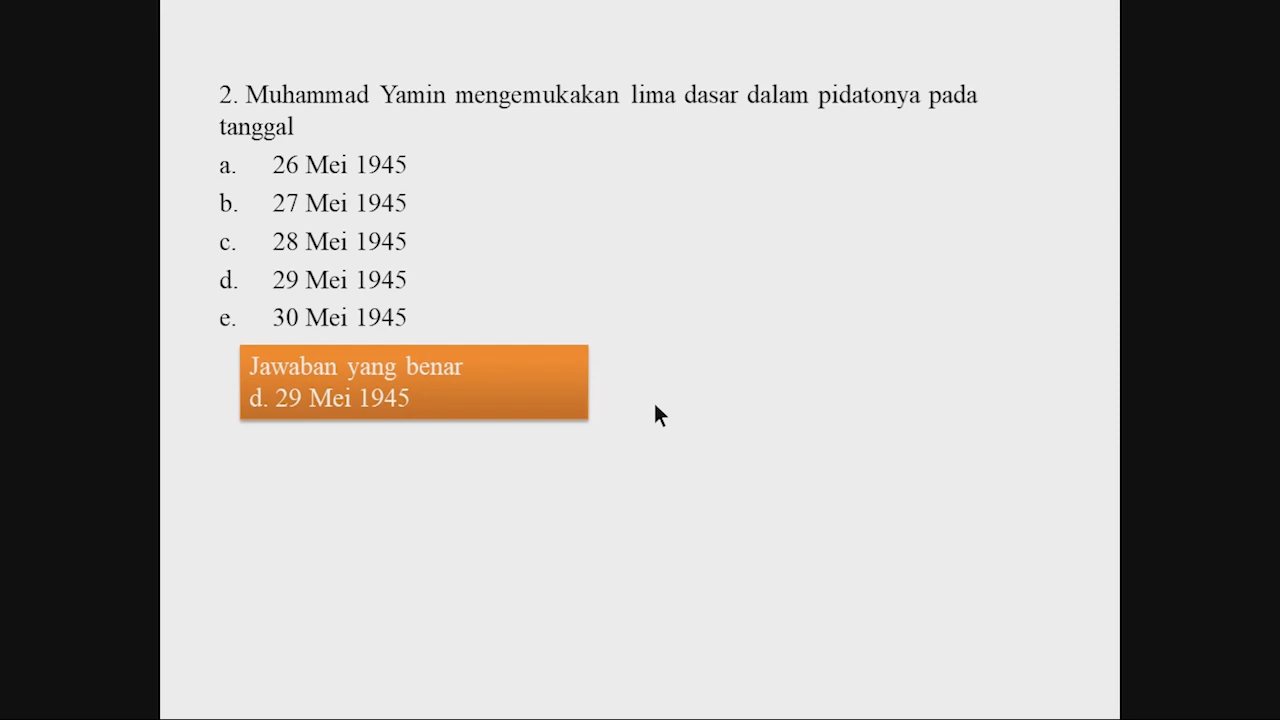 2. Muhammad Yamin mengemukakan lima dasar dalam pidatonya pada
tanggal
a. 26 Mei 1945
b. 27 Mei 1945
c. 28 Mei 1945
d. 29 Mei 1945
e. 30 Mei 1945
Jawaban yang benar
d. 29 Mei 1945